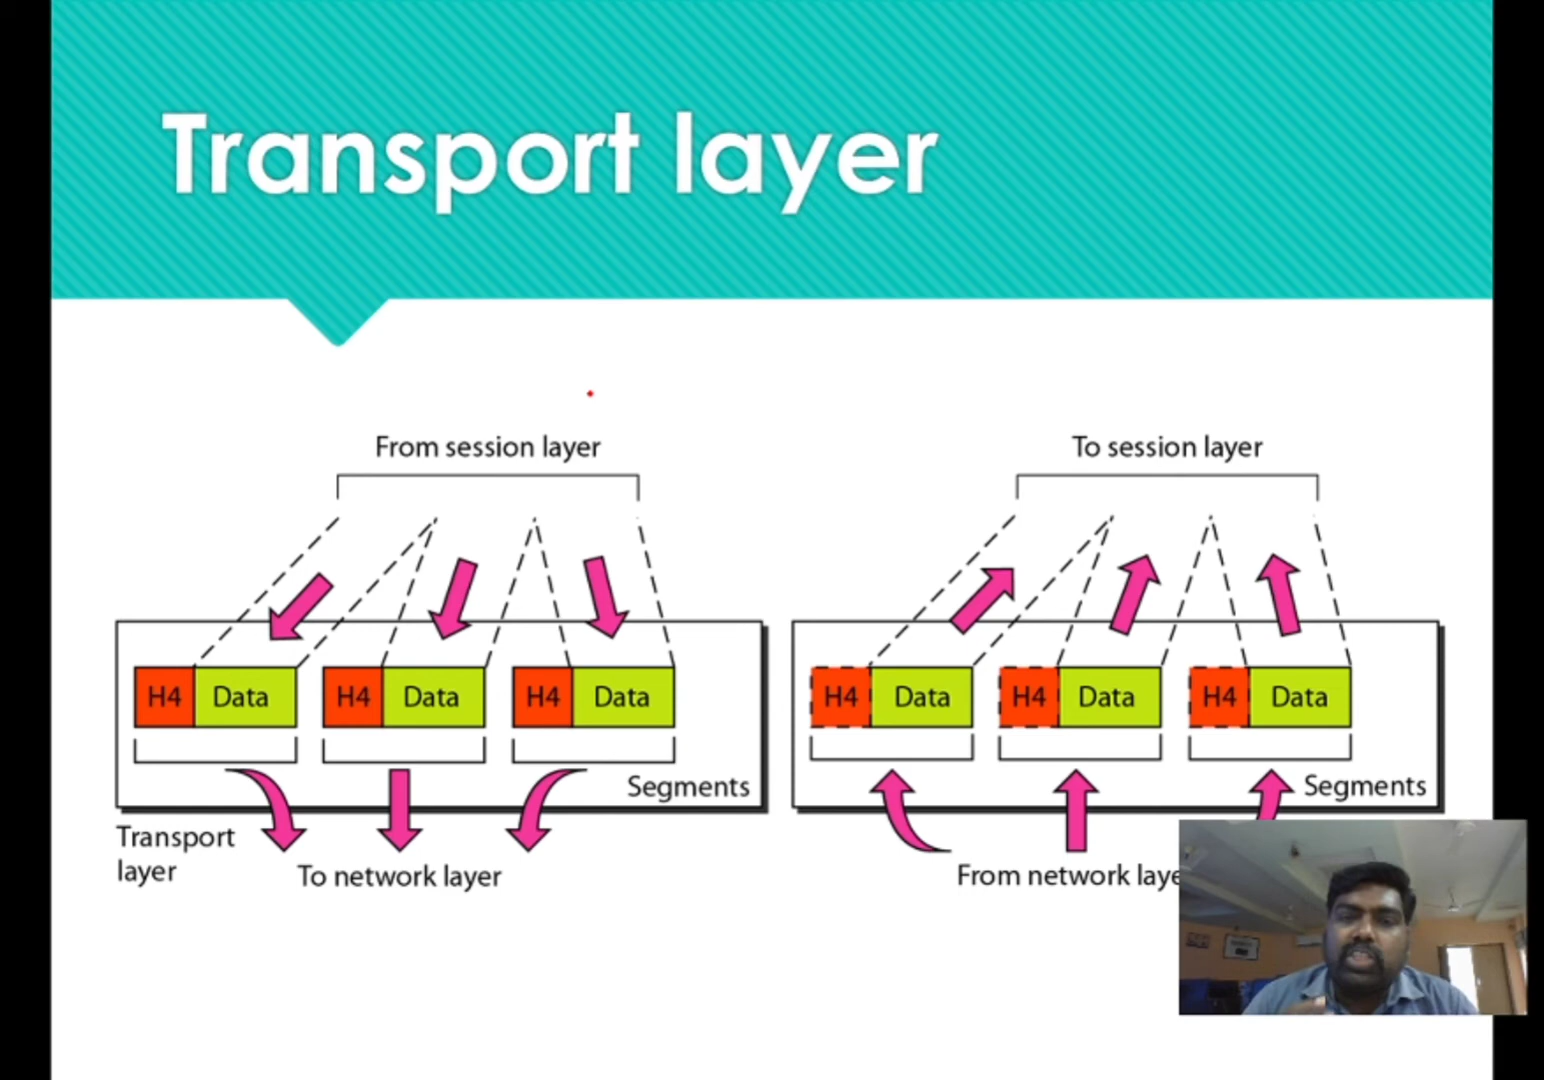 Transport layer
From session layer
To session layer
H4 Data H4 Data H4 Data
H4 Data H4 Data H4 Data
Segments
Segments
Transport
layer
To network layer
From network